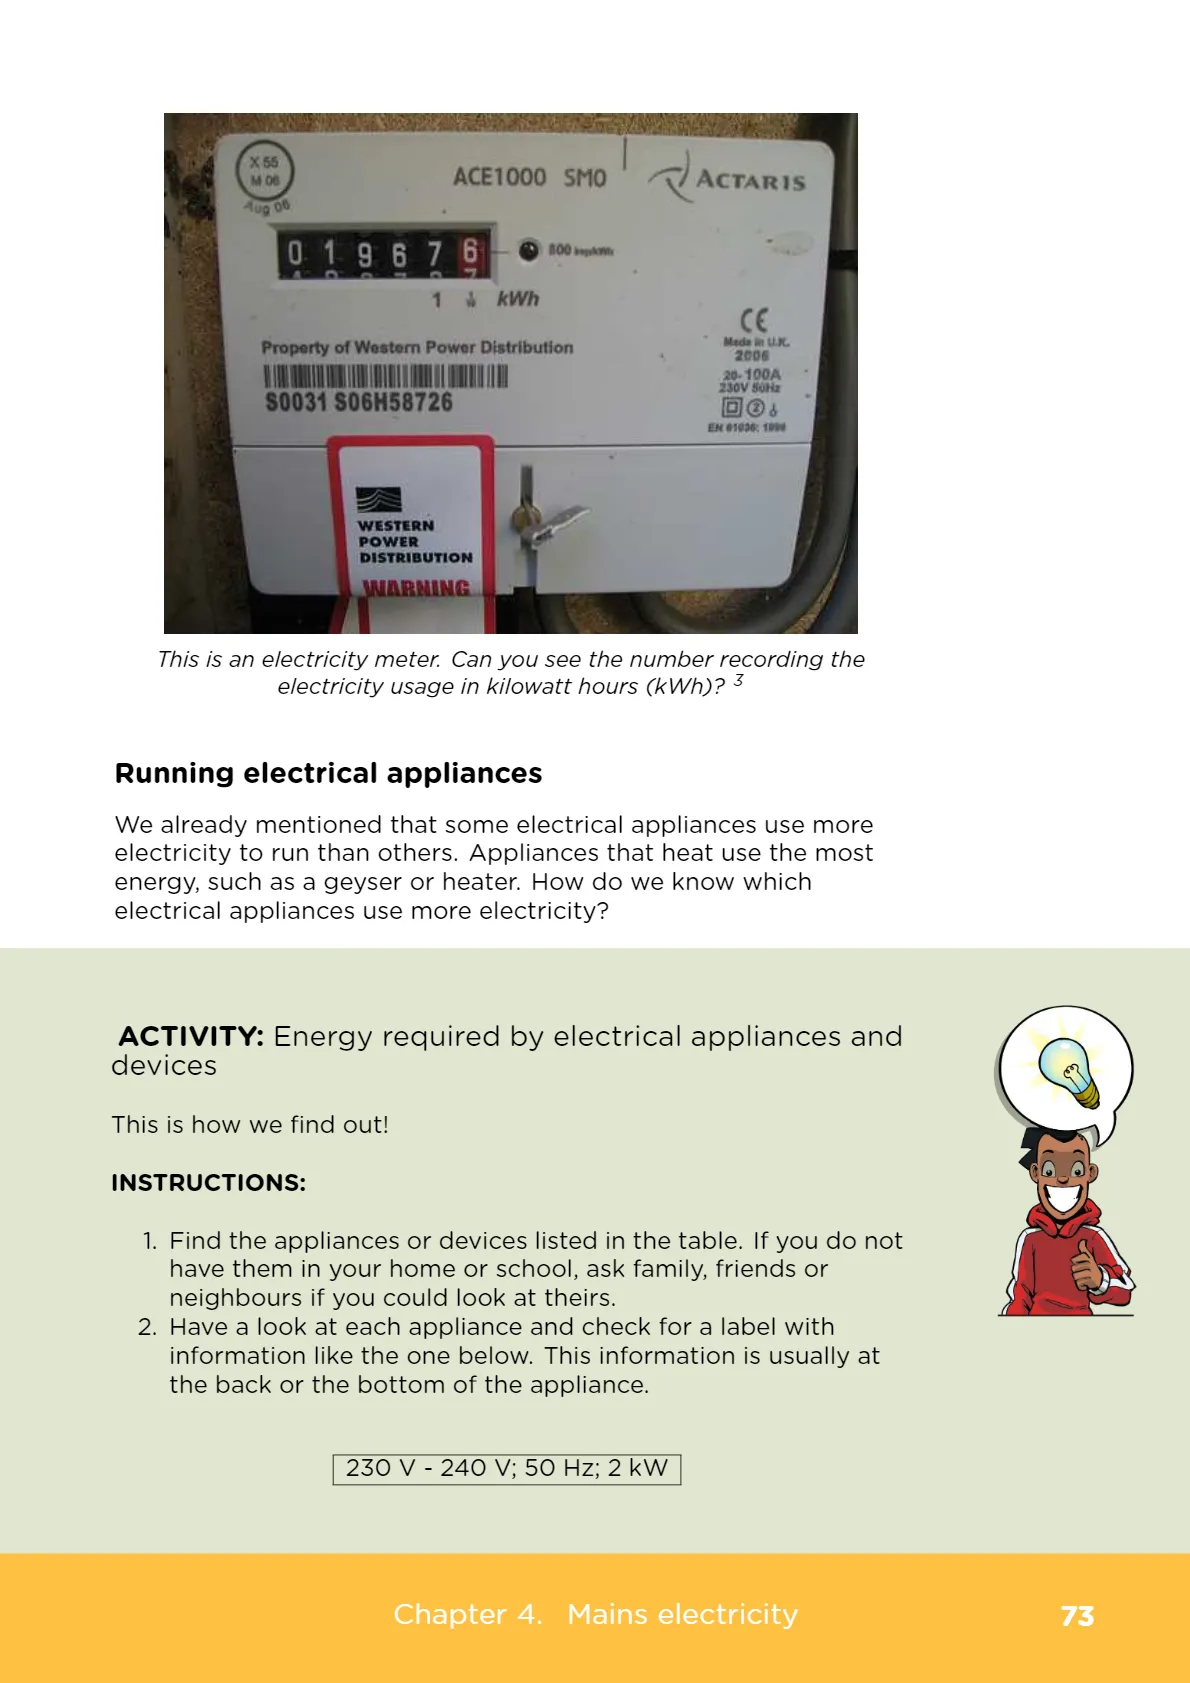 X 55
M 06
Aug 06
ACE1000 SMO
ACTARIS
0 1 9 6 7 6
800 imp/kWh
1 1/10 kWh
Property of Western Power Distribution
S0031 S06H58726
CE
Made in U.K.
2006
20-100A
230V 50Hz
2
EN 61036: 1996
WESTERN
POWER
DISTRIBUTION
WARNING
This is an electricity meter. Can you see the number recording the
electricity usage in kilowatt hours (kWh)? 3
Running electrical appliances
We already mentioned that some electrical appliances use more
electricity to run than others. Appliances that heat use the most
energy, such as a geyser or heater. How do we know which
electrical appliances use more electricity?
ACTIVITY: Energy required by electrical appliances and
devices
This is how we find out!
INSTRUCTIONS:
1. Find the appliances or devices listed in the table. If you do not
have them in your home or school, ask family, friends or
neighbours if you could look at theirs.
2. Have a look at each appliance and check for a label with
information like the one below. This information is usually at
the back or the bottom of the appliance.
230 V - 240 V; 50 Hz; 2 kW
Chapter 4. Mains electricity
73